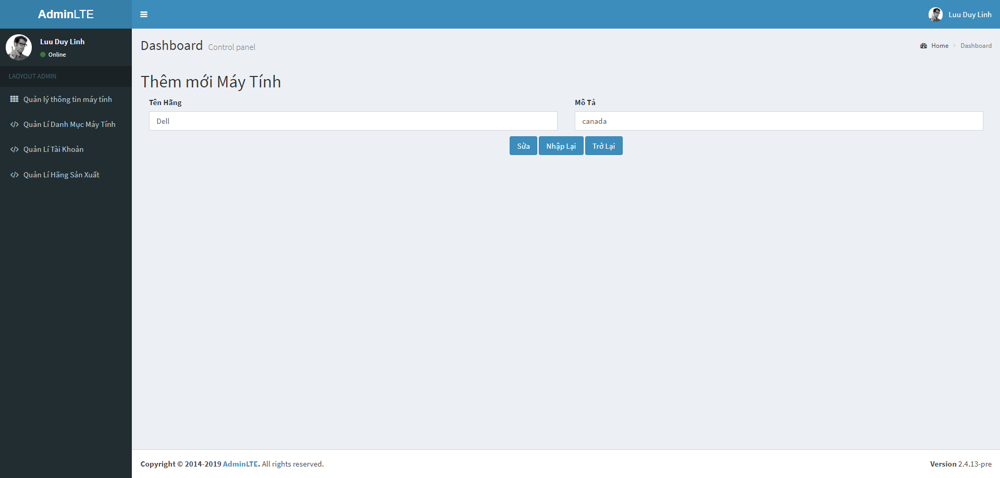 AdminLTE
Luu Duy Linh
Luu Duy Linh
Online
LAOYOUT ADMIN
Quản lý thông tin máy tính
Quản Lí Danh Mục Máy Tính
Quản Lí Tài Khoản
Quản Lí Hãng Sản Xuất
Dashboard Control panel
Home > Dashboard
Thêm mới Máy Tính
Tên Hãng
Dell
Mô Tả
canada
Sửa
Nhập Lại
Trở Lại
Copyright © 2014-2019 AdminLTE. All rights reserved.
Version 2.4.13-pre